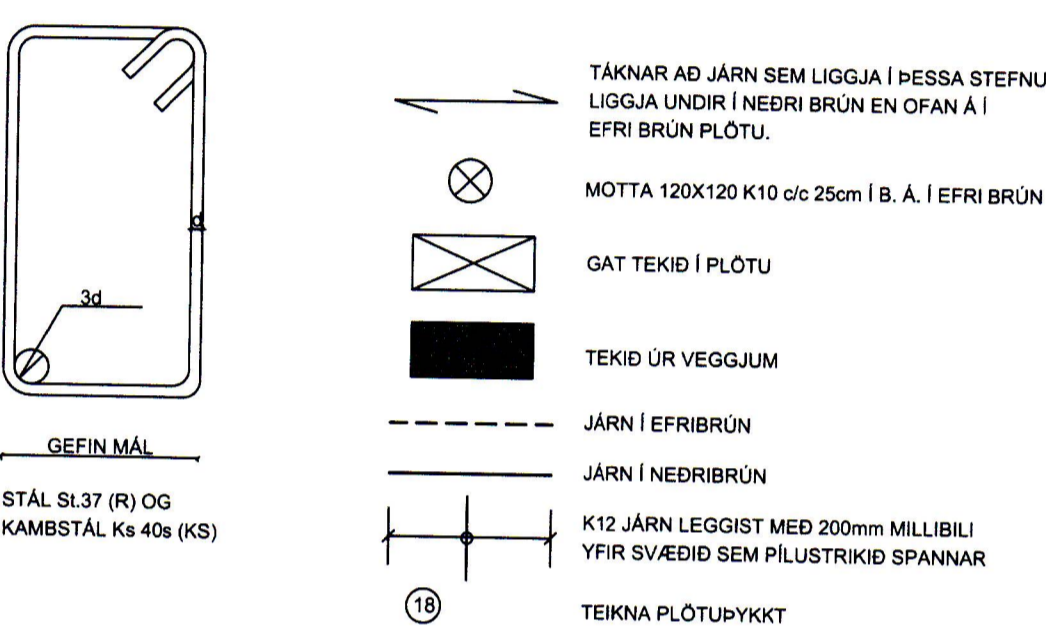 d
3d
GEFIN MÁL
STÁL St.37 (R) OG
KAMBSTÁL Ks 40s (KS)
TÁKNAR AÐ JÁRN SEM LIGGJA Í ÞESSA STEFNU
LIGGJA UNDIR Í NEÐRI BRÚN EN OFAN Á Í
EFRI BRÚN PLÖTU.
MOTTA 120X120 K10 c/c 25cm Í B. Á. Í EFRI BRÚN
GAT TEKIÐ Í PLÖTU
TEKIÐ ÚR VEGGJUM
JÁRN Í EFRIBRÚN
JÁRN Í NEÐRIBRÚN
K12 JÁRN LEGGIST MEÐ 200mm MILLIBILI
YFIR SVÆÐIÐ SEM PÍLUSTRIKIÐ SPANNAR
18
TEIKNA PLÖTUÞYKKT